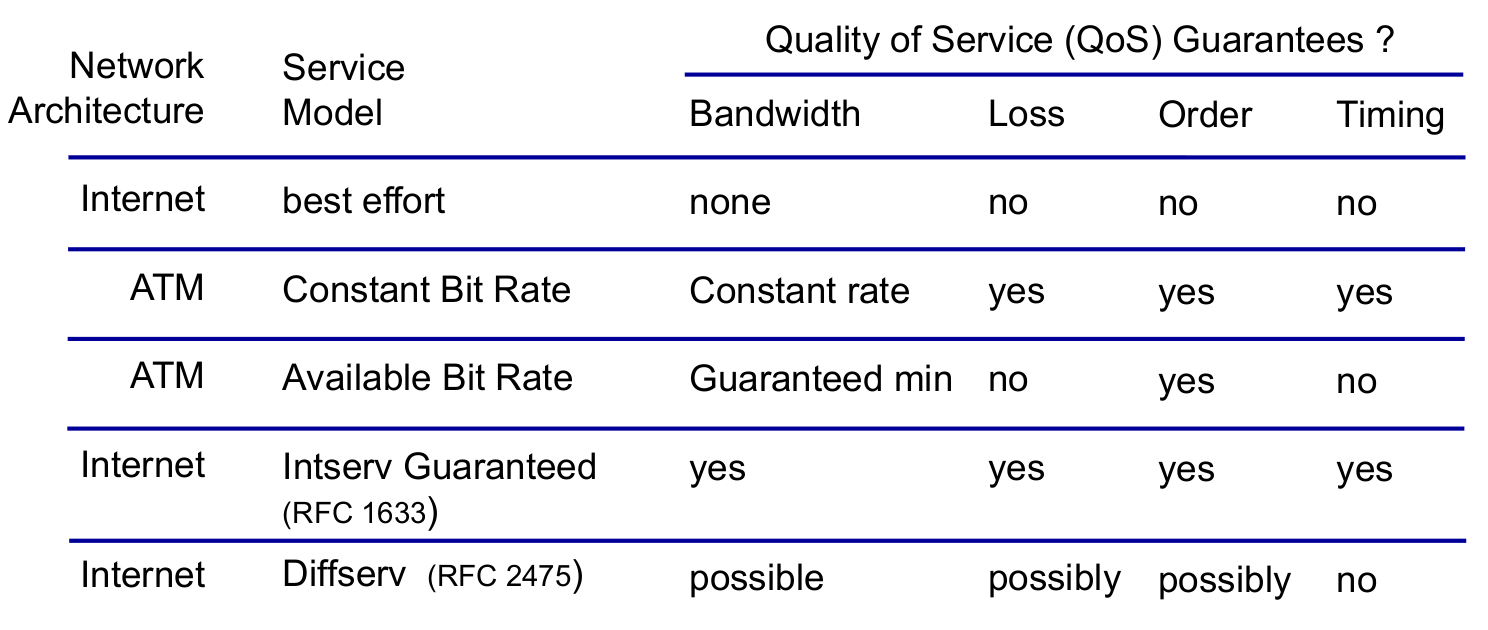 Quality of Service (QoS) Guarantees ?
Network Architecture Service Model Bandwidth Loss Order Timing
Internet best effort none no no no
ATM Constant Bit Rate Constant rate yes yes yes
ATM Available Bit Rate Guaranteed min no yes no
Internet Intserv Guaranteed yes yes yes yes
(RFC 1633)
Internet Diffserv (RFC 2475) possible possibly possibly no